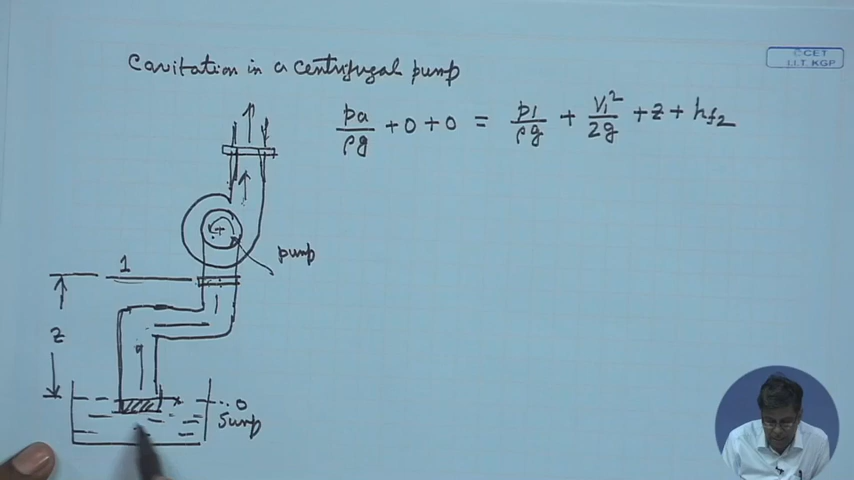 ©CET
I.I.T. KGP
Cavitation in a centrifugal pump
pa/ρg + 0 + 0 = p1/ρg + V1²/2g + z + hf2
pump
1
z
0
Sump